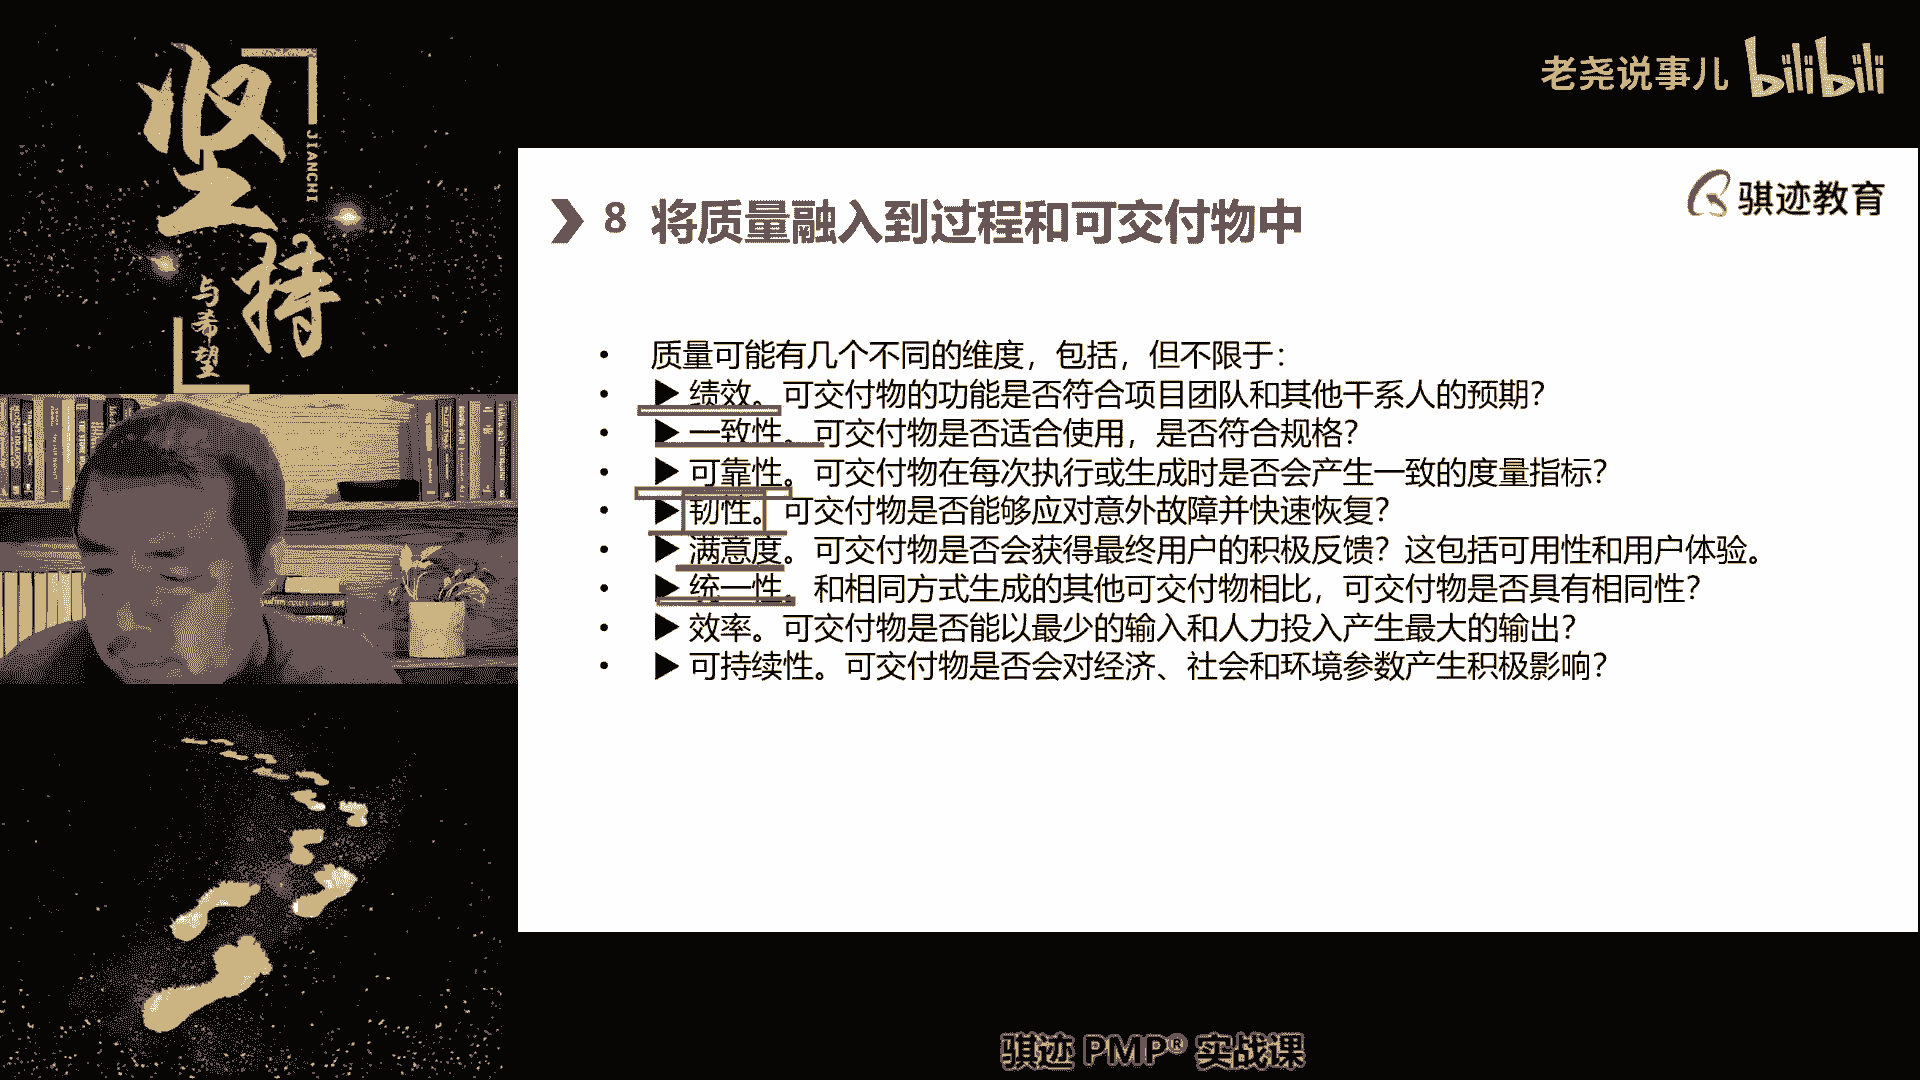 坚持
JIANCHI
与希望
老尧说事儿 bilibili
骐迹教育
8 将质量融入到过程和可交付物中
• 质量可能有几个不同的维度，包括，但不限于：
• ▶ 绩效。可交付物的功能是否符合项目团队和其他干系人的预期？
• ▶ 一致性。可交付物是否适合使用，是否符合规格？
• ▶ 可靠性。可交付物在每次执行或生成时是否会产生一致的度量指标？
• ▶ 韧性。可交付物是否能够应对意外故障并快速恢复？
• ▶ 满意度。可交付物是否会获得最终用户的积极反馈？这包括可用性和用户体验。
• ▶ 统一性。和相同方式生成的其他可交付物相比，可交付物是否具有相同性？
• ▶ 效率。可交付物是否能以最少的输入和人力投入产生最大的输出？
• ▶ 可持续性。可交付物是否会对经济、社会和环境参数产生积极影响？
骐迹 PMP® 实战课